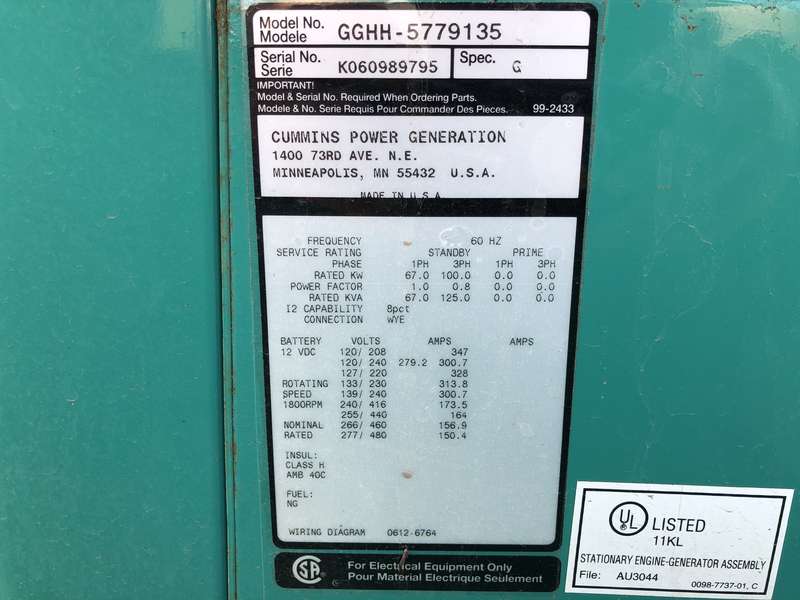 Model No. GGHH-5779135
Modele
Serial No. K060989795 Spec. G
Serie
IMPORTANT!
Model & Serial No. Required When Ordering Parts.
Modele & No. Serie Requis Pour Commander Des Pieces. 99-2433
CUMMINS POWER GENERATION
1400 73RD AVE. N.E.
MINNEAPOLIS, MN 55432 U.S.A.
MADE IN U.S.A.
FREQUENCY 60 HZ
SERVICE RATING STANDBY PRIME
PHASE 1PH 3PH 1PH 3PH
RATED KW 67.0 100.0 0.0 0.0
POWER FACTOR 1.0 0.8 0.0 0.0
RATED KVA 67.0 125.0 0.0 0.0
I2 CAPABILITY 8pct
CONNECTION WYE
BATTERY VOLTS AMPS AMPS
12 VDC 120/ 208 347
120/ 240 279.2 300.7
127/ 220 328
ROTATING 133/ 230 313.8
SPEED 139/ 240 300.7
1800RPM 240/ 416 173.5
255/ 440 164
NOMINAL 266/ 460 156.9
RATED 277/ 480 150.4
INSUL:
CLASS H
AMB 40C
FUEL:
NG
WIRING DIAGRAM 0612-6764
SA For Electrical Equipment Only
Pour Material Electrique Seulement
UL LISTED
11KL
STATIONARY ENGINE-GENERATOR ASSEMBLY
File: AU3044
0098-7737-01, C